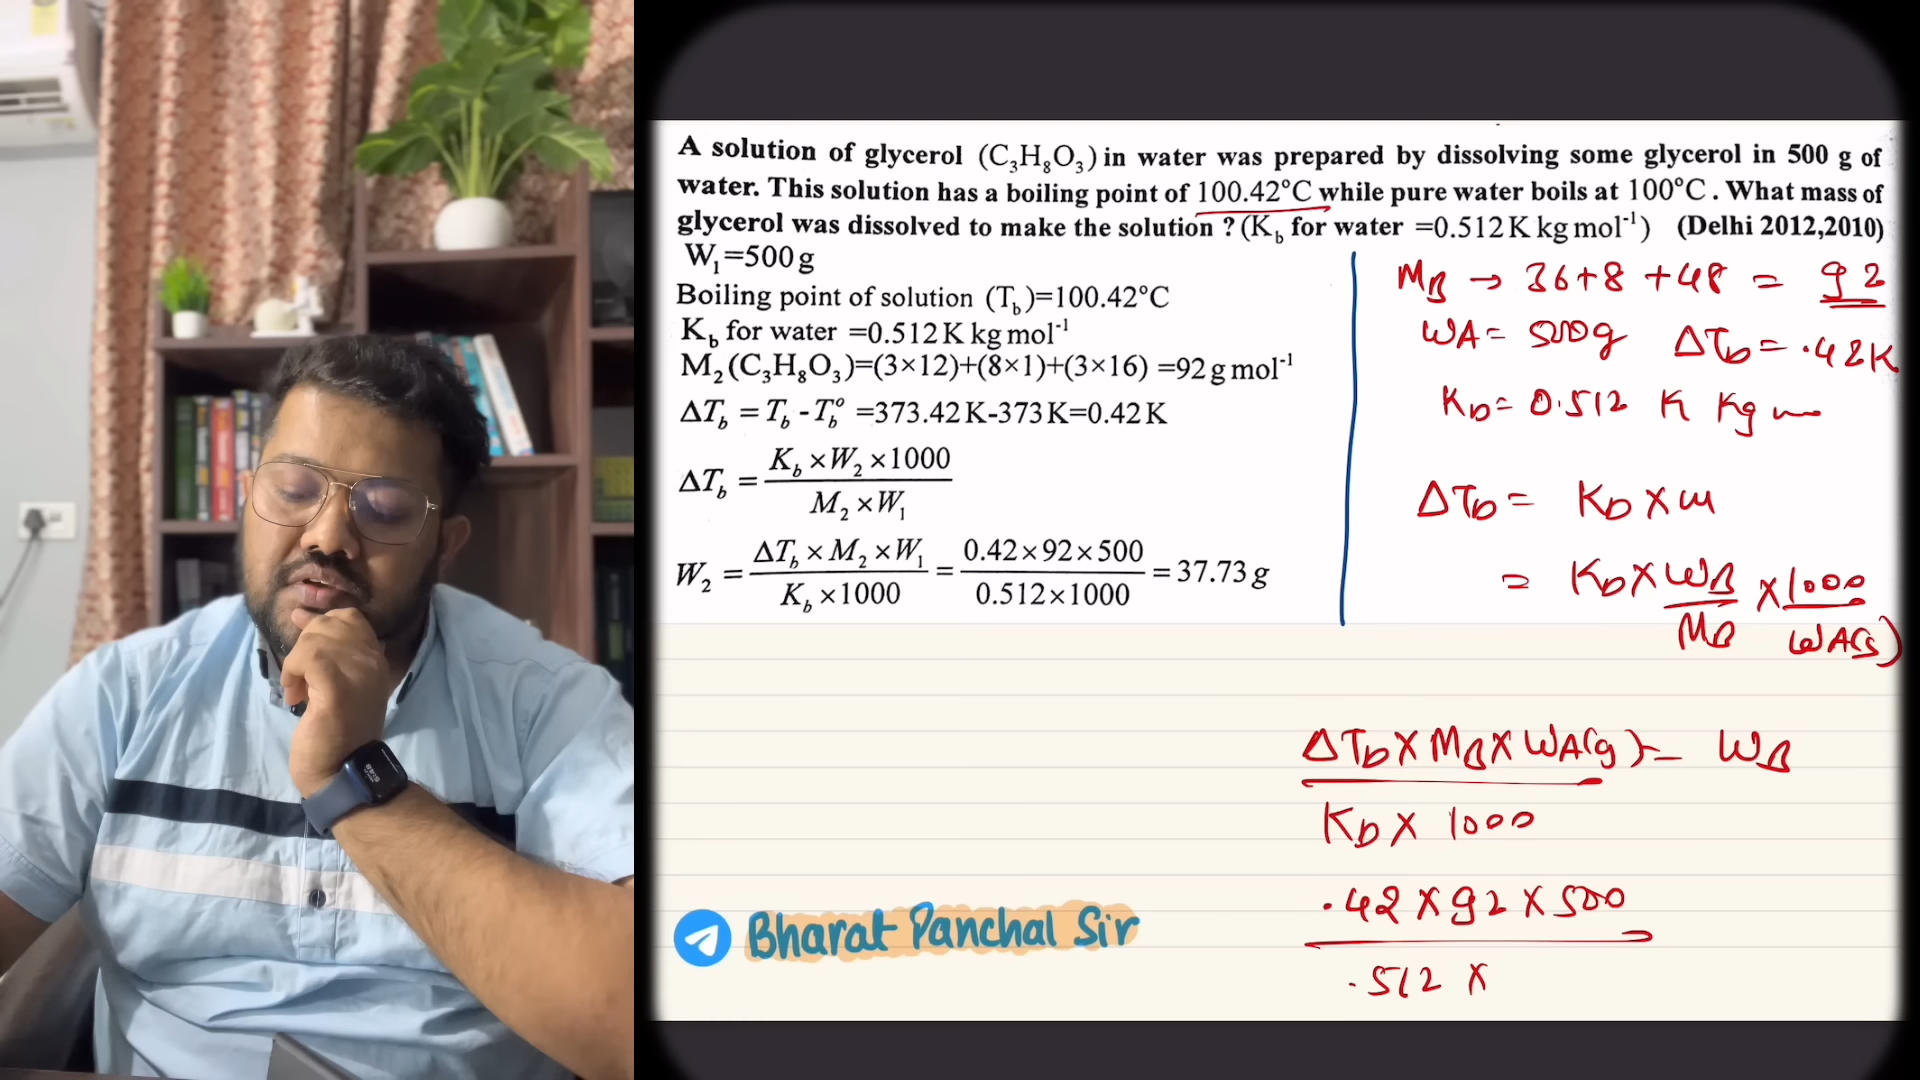 A solution of glycerol (C₃H₈O₃) in water was prepared by dissolving some glycerol in 500 g of
water. This solution has a boiling point of 100.42°C while pure water boils at 100°C. What mass of
glycerol was dissolved to make the solution ? (K_b for water =0.512 K kg mol⁻¹) (Delhi 2012,2010)
W₁=500 g
Boiling point of solution (T_b)=100.42°C
K_b for water =0.512 K kg mol⁻¹
M₂(C₃H₈O₃)=(3×12)+(8×1)+(3×16) =92 g mol⁻¹
ΔT_b = T_b - T_b° =373.42 K-373 K=0.42 K
ΔT_b = K_b × W₂ × 1000 / M₂ × W₁
W₂ = ΔT_b × M₂ × W₁ / K_b × 1000 = 0.42 × 92 × 500 / 0.512 × 1000 = 37.73 g
M_B → 36+8 +48 = 92
WA= 500g ΔT_b = .42K
K_b= 0.512 K Kg
ΔT_b = K_b × m
= K_b × W_B / M_B × 1000 / WA(g)
ΔT_b × M_B × WA(g) = W_B
K_b × 1000
.42 × 92 × 500
.512 ×
Bharat Panchal Sir